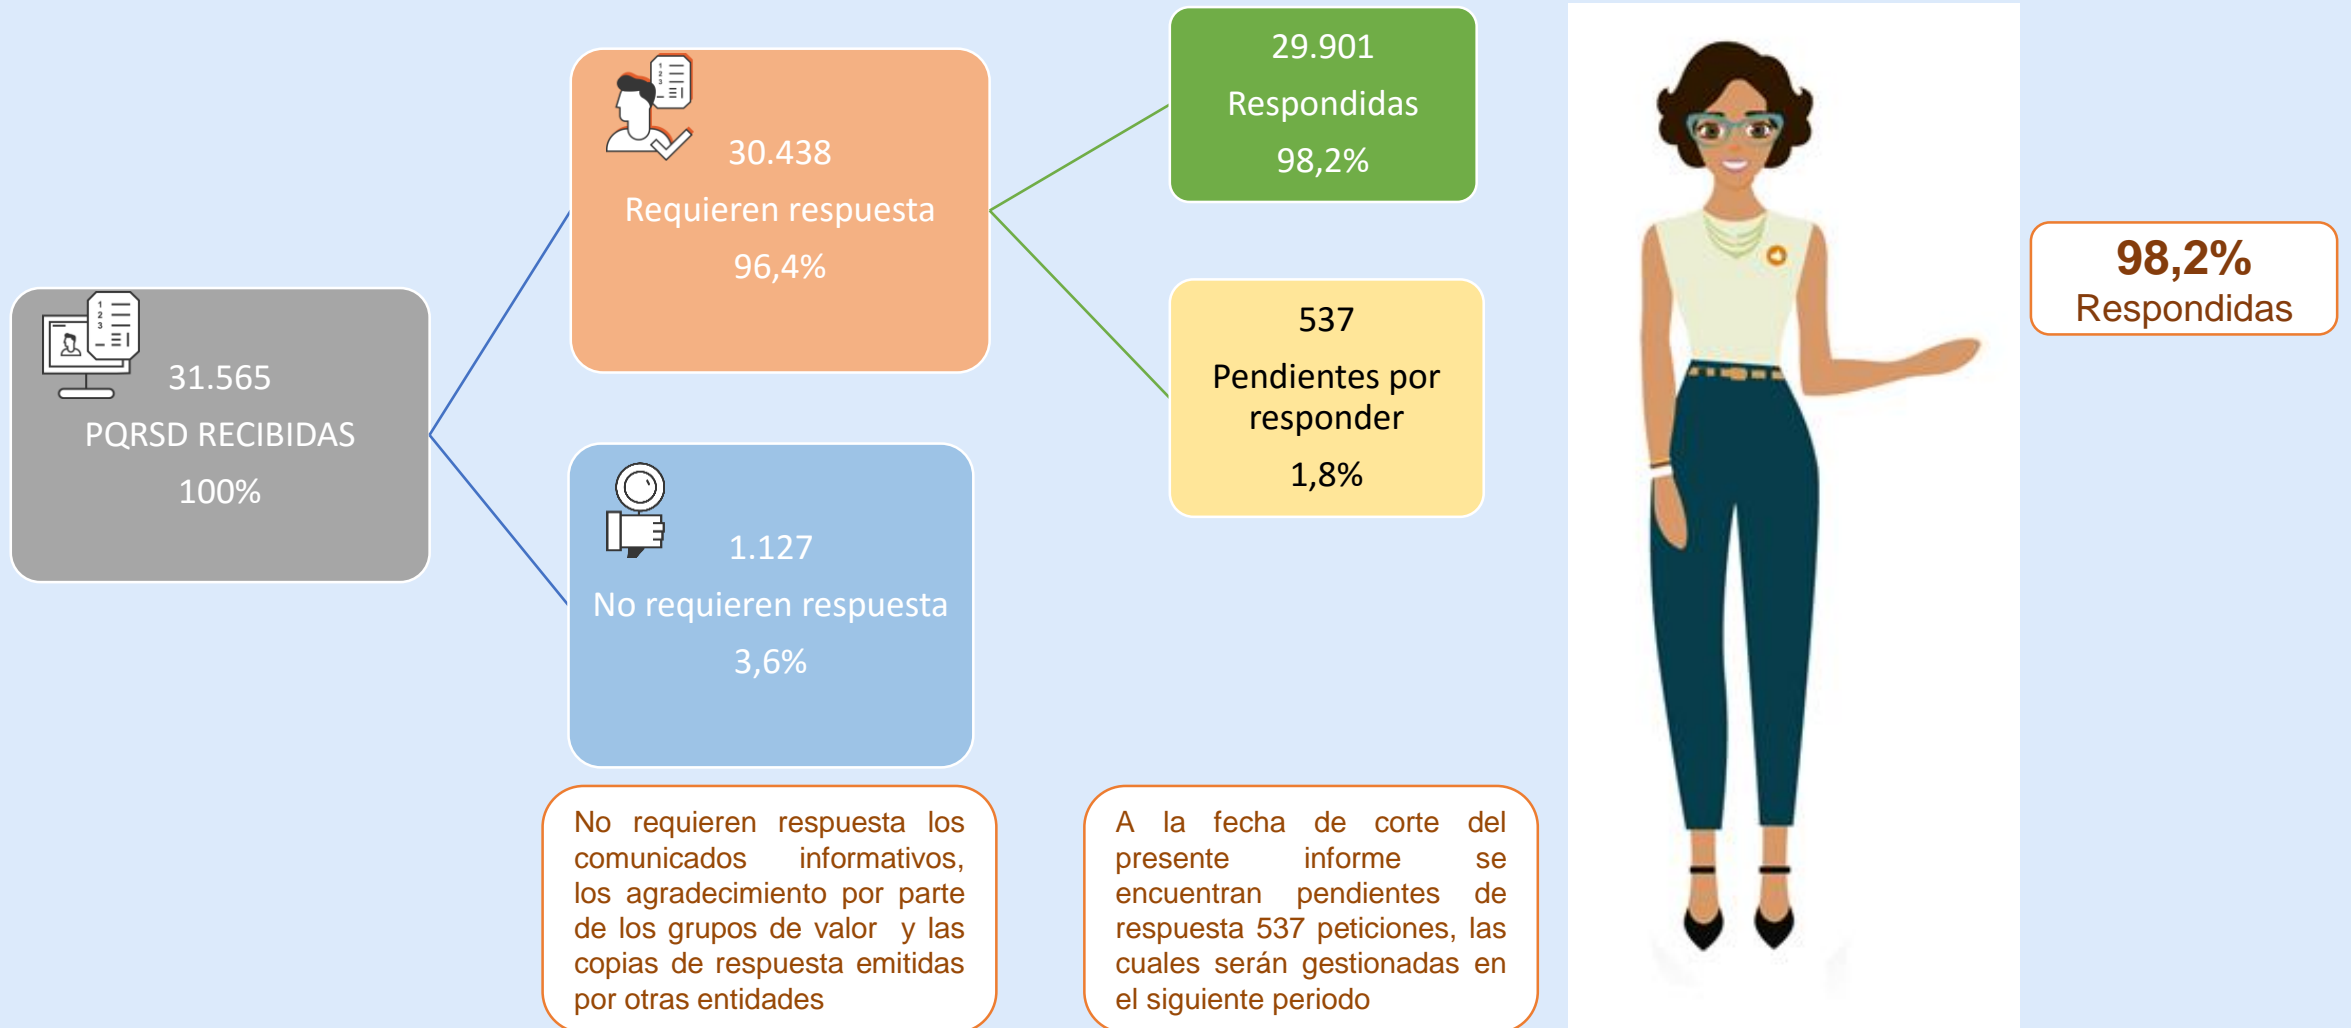 31.565
PQRSD RECIBIDAS
100%
30.438
Requieren respuesta
96,4%
1.127
No requieren respuesta
3,6%
29.901
Respondidas
98,2%
537
Pendientes por
responder
1,8%
98,2%
Respondidas
No requieren respuesta los
comunicados informativos,
los agradecimiento por parte
de los grupos de valor y las
copias de respuesta emitidas
por otras entidades
A la fecha de corte del
presente informe se
encuentran pendientes de
respuesta 537 peticiones, las
cuales serán gestionadas en
el siguiente periodo